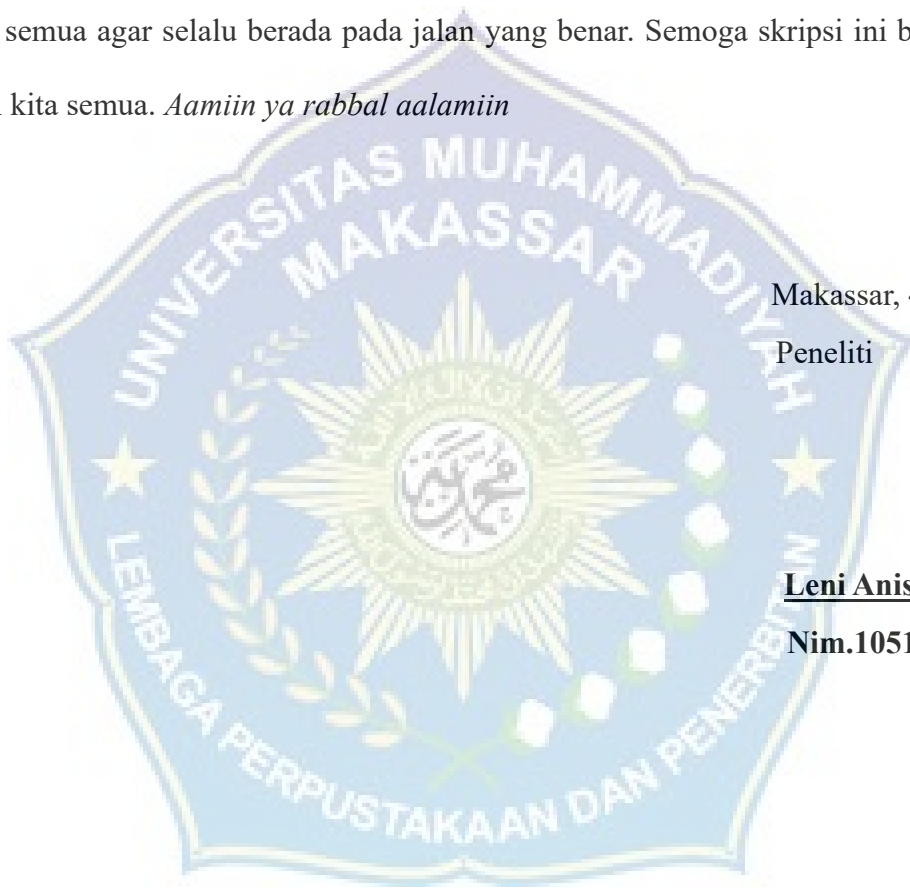 semua agar selalu berada pada jalan yang benar. Semoga skripsi ini b
kita semua. Aamiin ya rabbal aalamiin
UNIVERSITAS MUHAMMADIYAH
MAKASSAR
Makassar,
Peneliti
Leni Anis
Nim.1051
LEMBAGA PERPUSTAKAAN DAN PENERBITAN